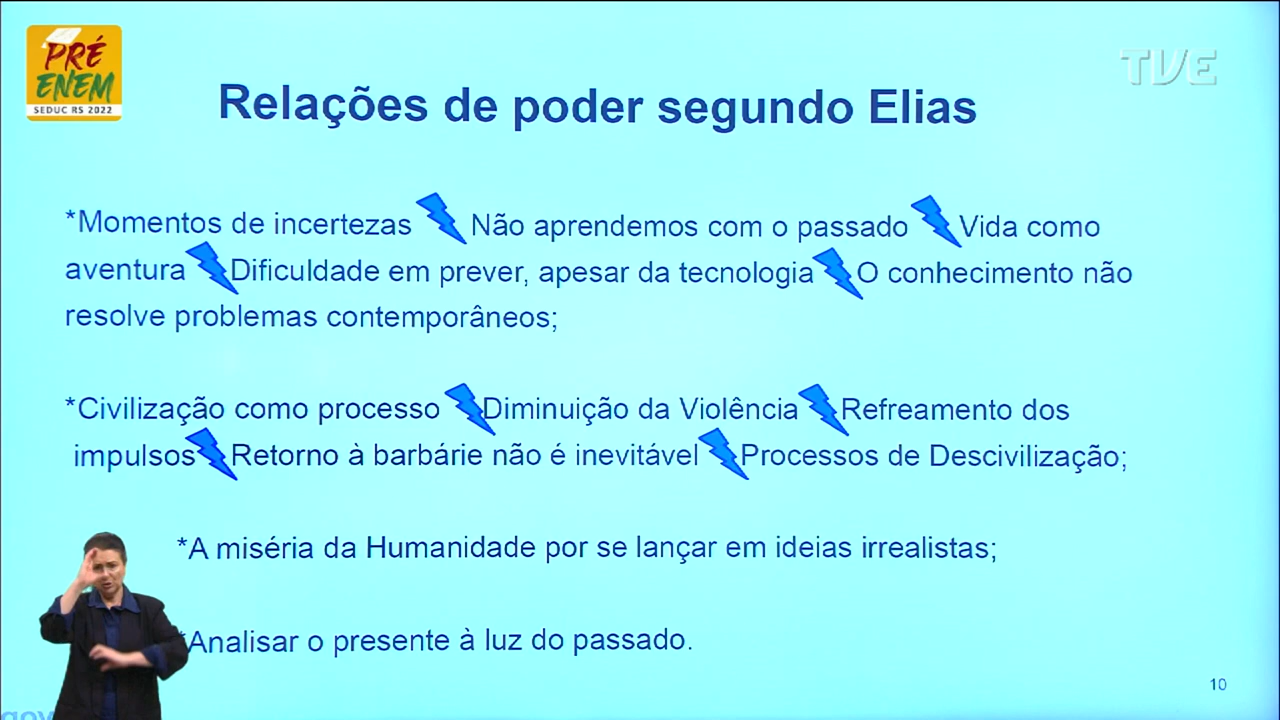 PRÉ
ENEM
SEDUC RS 2022
TVE
Relações de poder segundo Elias
*Momentos de incertezas Não aprendemos com o passado Vida como
aventura Dificuldade em prever, apesar da tecnologia O conhecimento não
resolve problemas contemporâneos;
*Civilização como processo Diminuição da Violência Refreamento dos
impulsos Retorno à barbárie não é inevitável Processos de Descivilização;
*A miséria da Humanidade por se lançar em ideias irrealistas;
*Analisar o presente à luz do passado.
10
gov